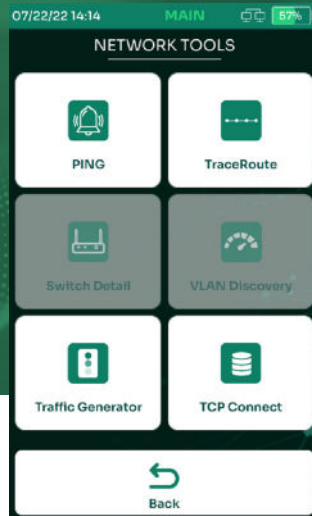 07/22/22 14:14 MAIN 57%
NETWORK TOOLS
PING TraceRoute
Switch Detail VLAN Discovery
Traffic Generator TCP Connect
Back